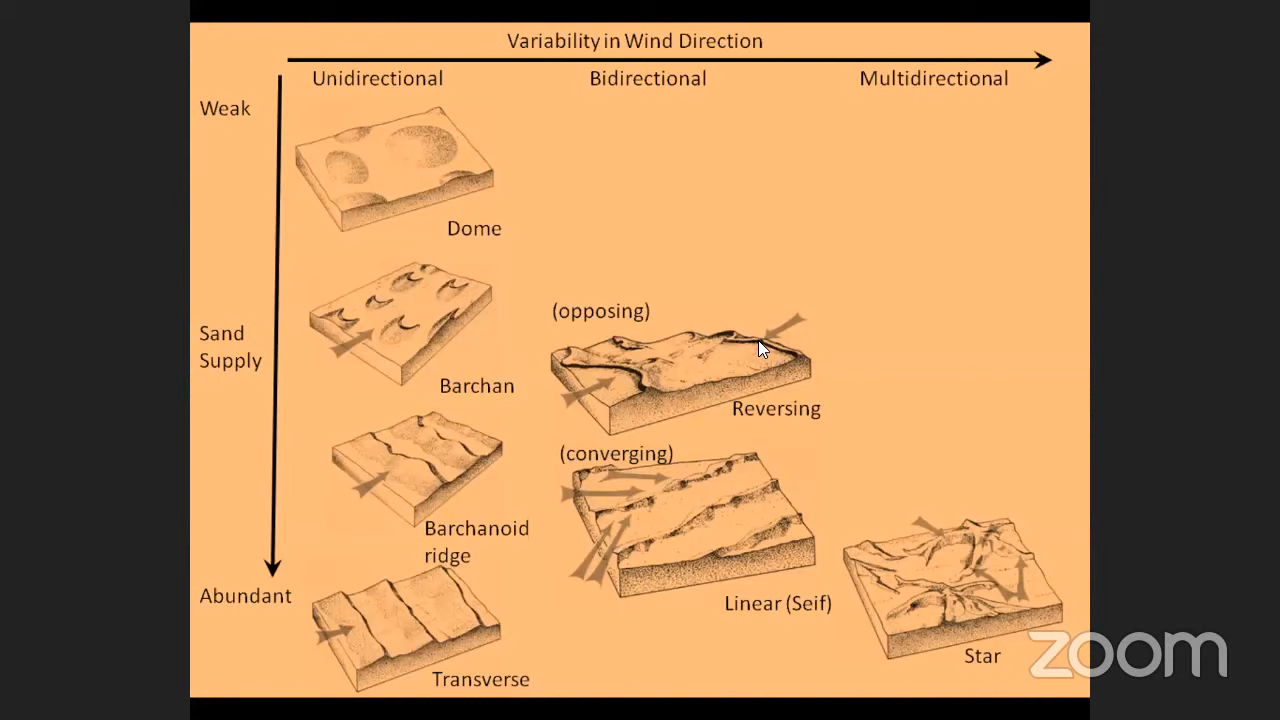 Variability in Wind Direction
Unidirectional
Bidirectional
Multidirectional
Weak
Dome
Sand
Supply
(opposing)
Barchan
Reversing
(converging)
Barchanoid
ridge
Abundant
Linear (Seif)
Star
Transverse
zoom